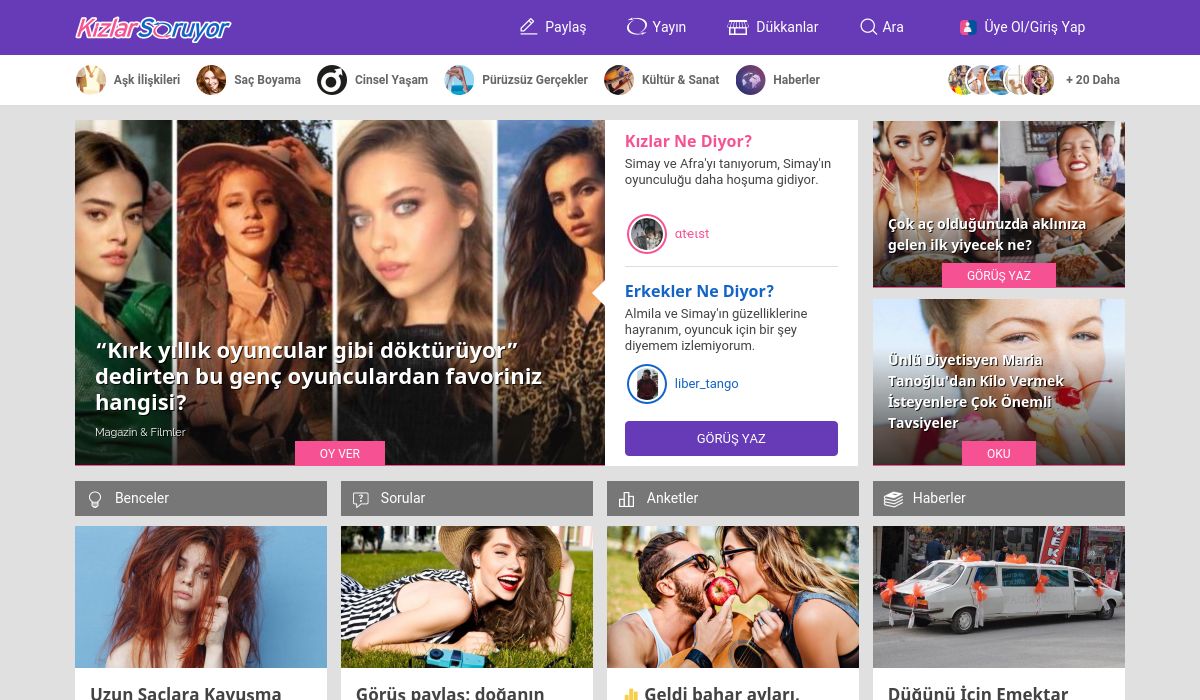 KızlarSoruyor
Paylaş
Yayın
Dükkanlar
Ara
Üye Ol/Giriş Yap
Aşk İlişkileri
Saç Boyama
Cinsel Yaşam
Pürüzsüz Gerçekler
Kültür & Sanat
Haberler
+ 20 Daha
“Kırk yıllık oyuncular gibi döktürüyor”
dedirten bu genç oyunculardan favoriniz
hangisi?
Magazin & Filmler
OY VER
Kızlar Ne Diyor?
Simay ve Afra'yı tanıyorum, Simay'ın
oyunculuğu daha hoşuma gidiyor.
αтeιѕт
Erkekler Ne Diyor?
Almila ve Simay'ın güzelliklerine
hayranım, oyuncuk için bir şey
diyemem izlemiyorum.
liber_tango
GÖRÜŞ YAZ
Çok aç olduğunuzda aklınıza
gelen ilk yiyecek ne?
GÖRÜŞ YAZ
Ünlü Diyetisyen Maria
Tanoğlu'dan Kilo Vermek
İsteyenlere Çok Önemli
Tavsiyeler
OKU
Benceler
Sorular
Anketler
Haberler
Uzun Saçlara Kavuşma
Görüş paylaş: doğanın
Geldi bahar ayları,
Düğünü İçin Emektar